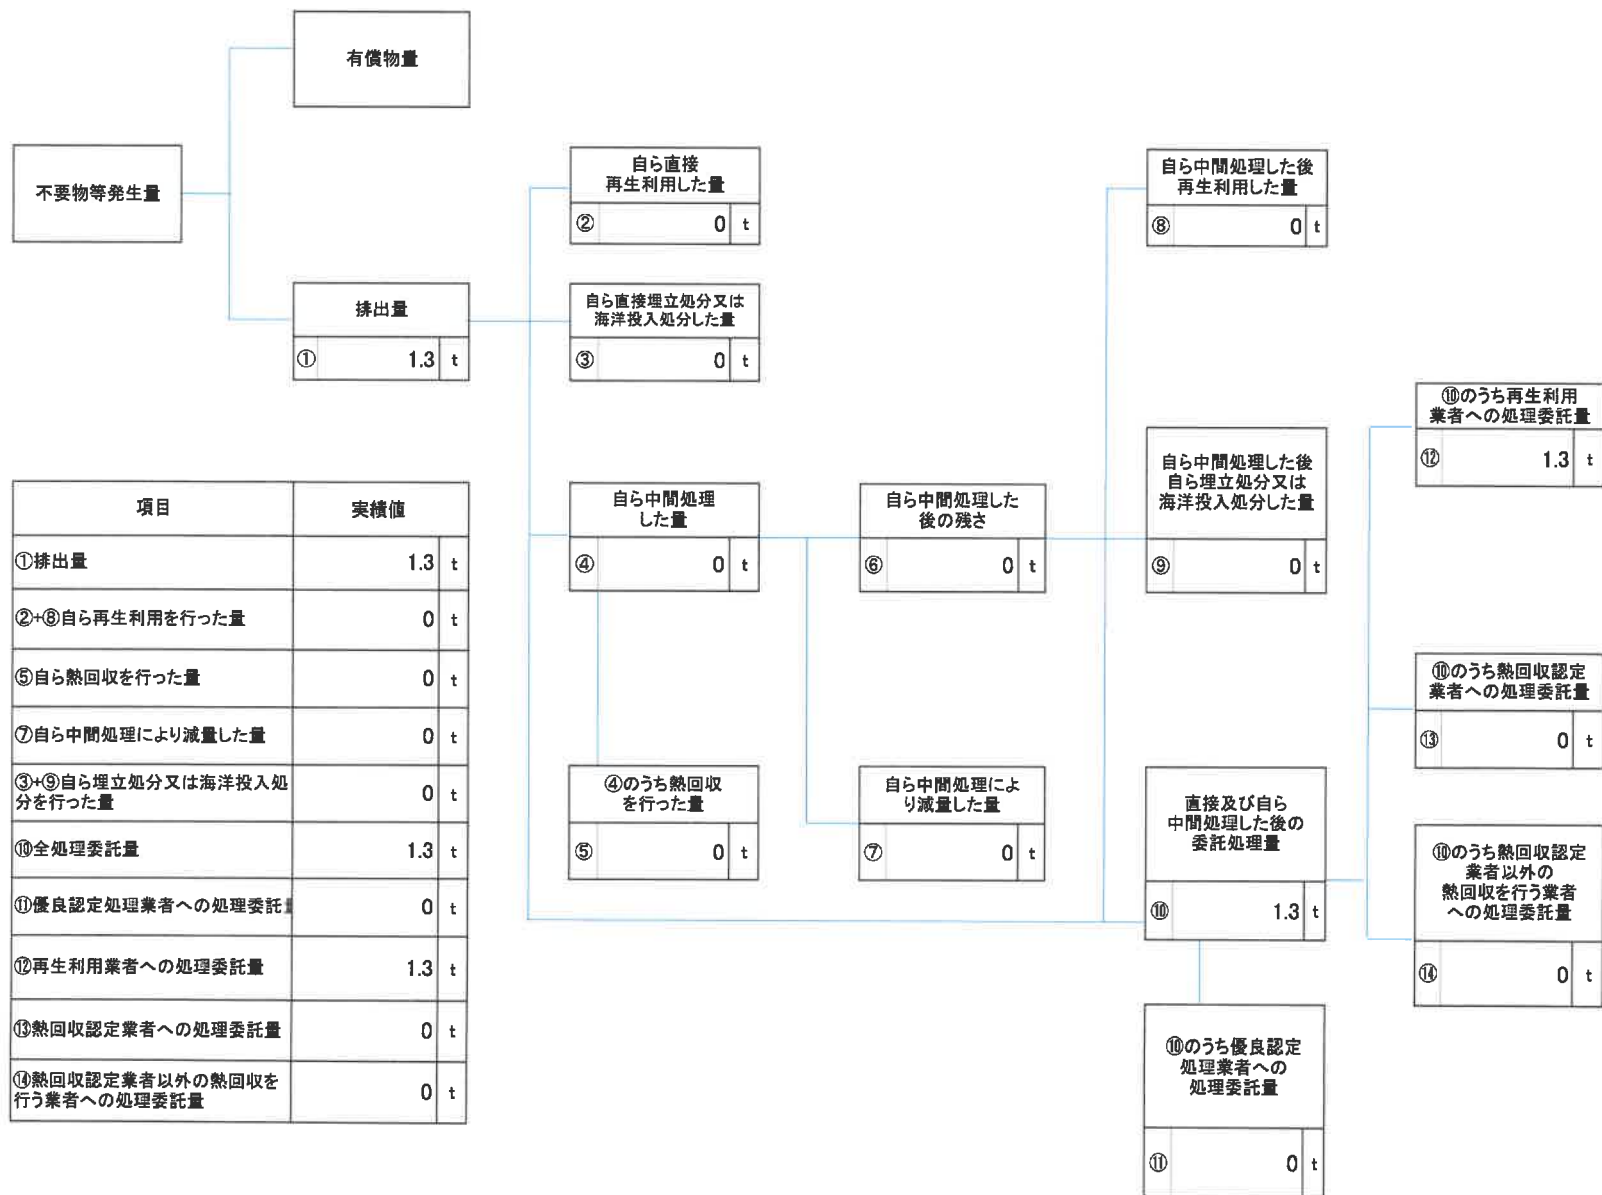 有償物量
不要物等発生量
排出量
① 1.3 t
自ら直接
再生利用した量
② 0 t
自ら直接埋立処分又は
海洋投入処分した量
③ 0 t
自ら中間処理
した量
④ 0 t
④のうち熱回収
を行った量
⑤ 0 t
自ら中間処理した
後の残さ
⑥ 0 t
自ら中間処理によ
り減量した量
⑦ 0 t
自ら中間処理した後
再生利用した量
⑧ 0 t
自ら中間処理した後
自ら埋立処分又は
海洋投入処分した量
⑨ 0 t
直接及び自ら
中間処理した後の
委託処理量
⑩ 1.3 t
⑩のうち優良認定
処理業者への
処理委託量
⑪ 0 t
⑩のうち再生利用
業者への処理委託量
⑫ 1.3 t
⑩のうち熱回収認定
業者への処理委託量
⑬ 0 t
⑩のうち熱回収認定
業者以外の
熱回収を行う業者
への処理委託量
⑭ 0 t
項目 実績値
①排出量 1.3 t
②+⑧自ら再生利用を行った量 0 t
⑤自ら熱回収を行った量 0 t
⑦自ら中間処理により減量した量 0 t
③+⑨自ら埋立処分又は海洋投入処
分を行った量 0 t
⑩全処理委託量 1.3 t
⑪優良認定処理業者への処理委託 0 t
⑫再生利用業者への処理委託量 1.3 t
⑬熱回収認定業者への処理委託量 0 t
⑭熱回収認定業者以外の熱回収を
行う業者への処理委託量 0 t